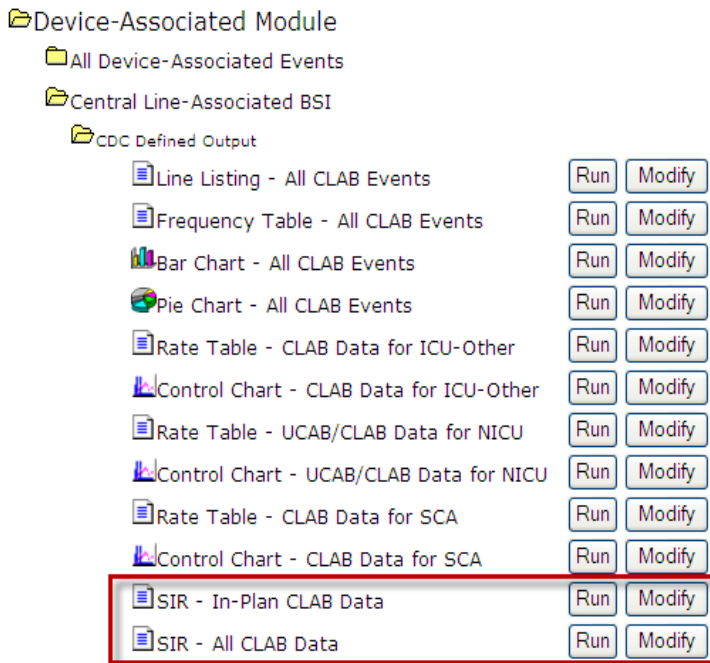 Device-Associated Module
All Device-Associated Events
Central Line-Associated BSI
CDC Defined Output
Line Listing - All CLAB Events Run Modify
Frequency Table - All CLAB Events Run Modify
Bar Chart - All CLAB Events Run Modify
Pie Chart - All CLAB Events Run Modify
Rate Table - CLAB Data for ICU-Other Run Modify
Control Chart - CLAB Data for ICU-Other Run Modify
Rate Table - UCAB/CLAB Data for NICU Run Modify
Control Chart - UCAB/CLAB Data for NICU Run Modify
Rate Table - CLAB Data for SCA Run Modify
Control Chart - CLAB Data for SCA Run Modify
SIR - In-Plan CLAB Data Run Modify
SIR - All CLAB Data Run Modify